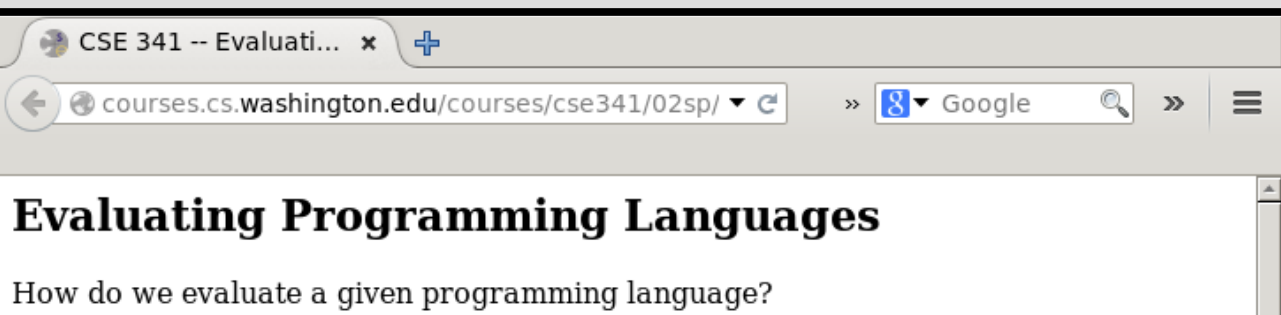 CSE 341 -- Evaluati...
courses.cs.washington.edu/courses/cse341/02sp/ » 8 Google »
Evaluating Programming Languages
How do we evaluate a given programming language?